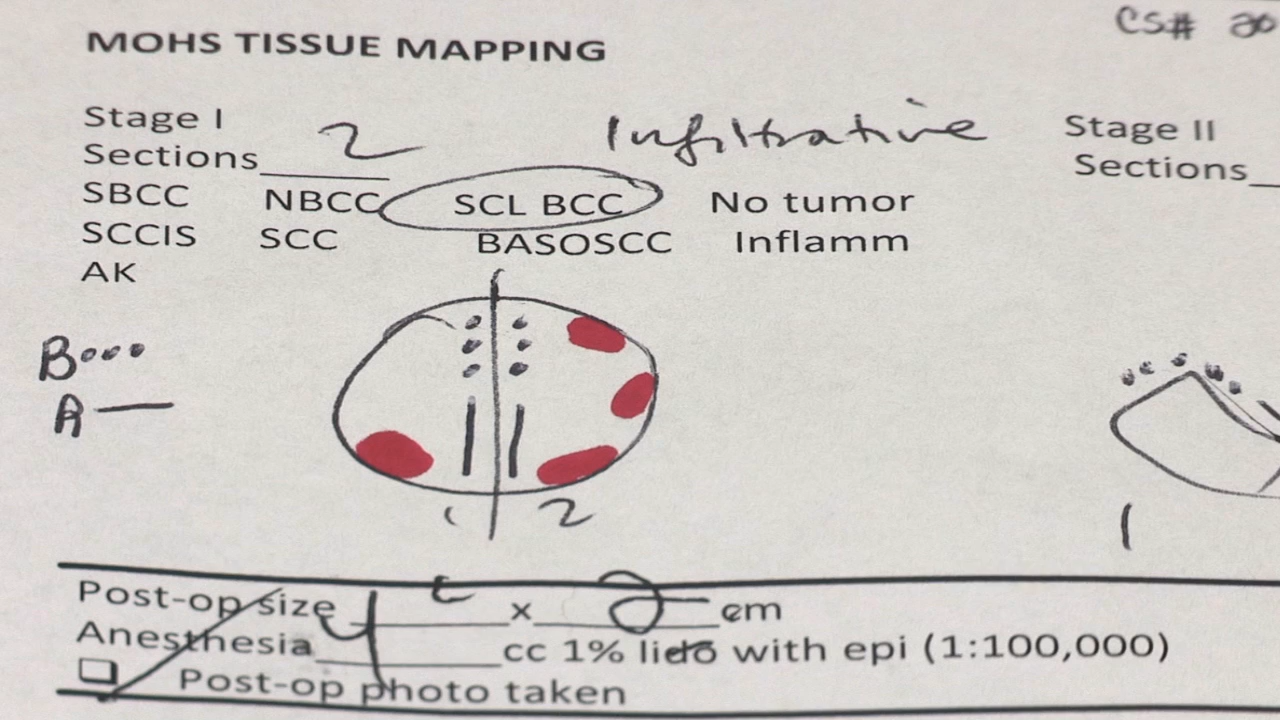 CS# 20
MOHS TISSUE MAPPING
Stage I
Sections 2
Infiltrative
SBCC NBCC SCL BCC No tumor
SCCIS SCC BASOSCC Inflamm
AK
Stage II
Sections
B
A
1 2
1
Post-op size x cm
Anesthesia cc 1% lido with epi (1:100,000)
Post-op photo taken